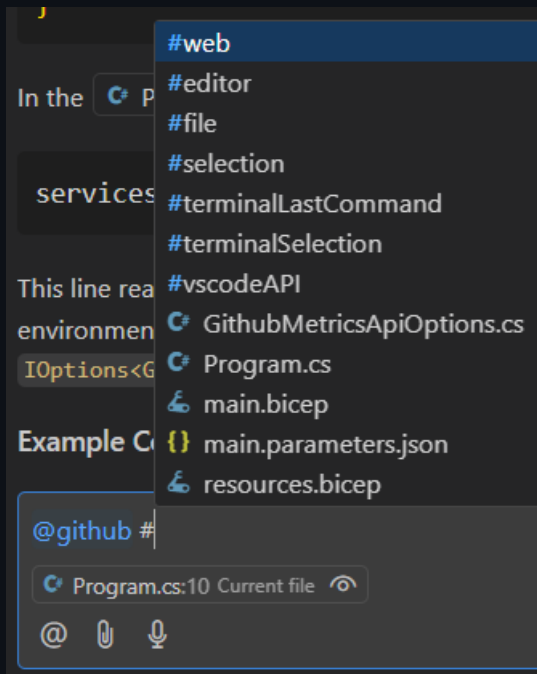 #web
#editor
In the P
#file
#selection
services
#terminalLastCommand
#terminalSelection
#vscodeAPI
This line rea
GithubMetricsApiOptions.cs
environmen
Program.cs
IOptions<G
main.bicep
Example Co
{} main.parameters.json
resources.bicep
@github #
Program.cs:10 Current file
@